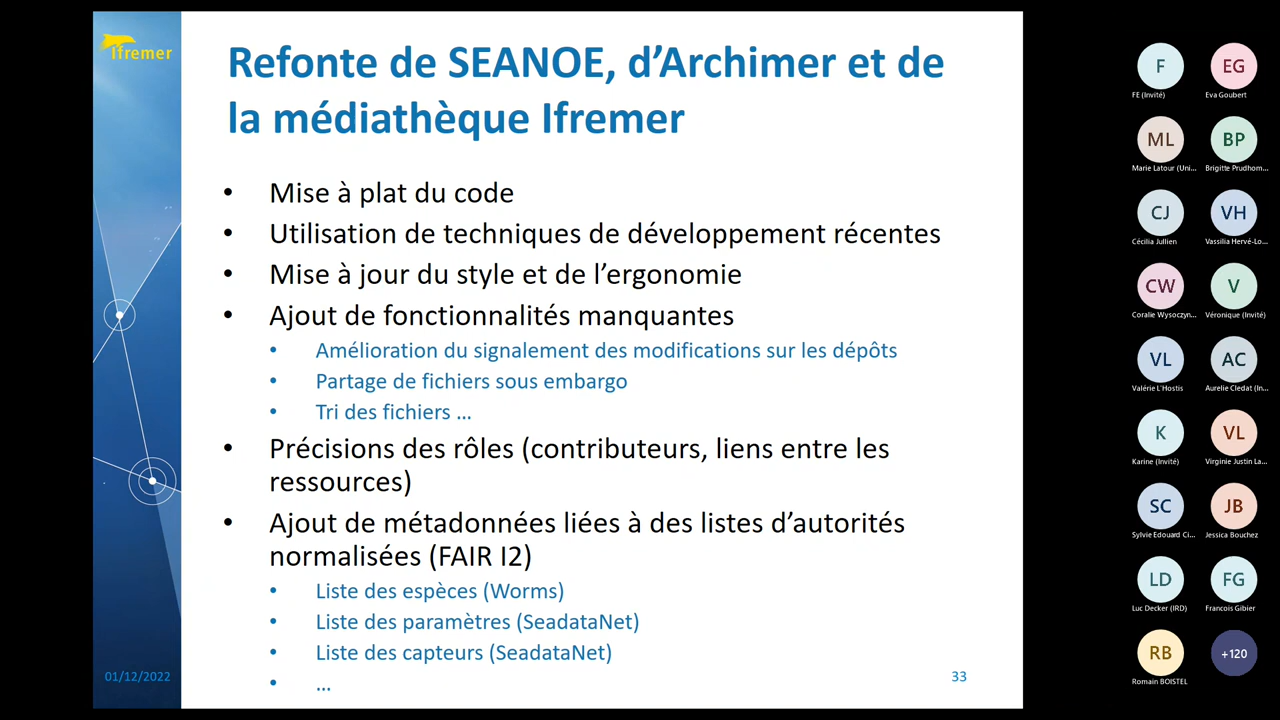 Ifremer
Refonte de SEANOE, d'Archimer et de
la médiathèque Ifremer
• Mise à plat du code
• Utilisation de techniques de développement récentes
• Mise à jour du style et de l'ergonomie
• Ajout de fonctionnalités manquantes
• Amélioration du signalement des modifications sur les dépôts
• Partage de fichiers sous embargo
• Tri des fichiers ...
• Précisions des rôles (contributeurs, liens entre les
ressources)
• Ajout de métadonnées liées à des listes d'autorités
normalisées (FAIR I2)
• Liste des espèces (Worms)
• Liste des paramètres (SeadataNet)
• Liste des capteurs (SeadataNet)
• ...
01/12/2022
33
F
FE (Invité)
EG
Eva Goubert
ML
Marie Latour (Uni...
BP
Brigitte Prudhom...
CJ
Cécilia Jullien
VH
Vassilia Hervé-Lo...
CW
Coralie Wysoczyn...
V
Véronique (Invité)
VL
Valérie L'Hostis
AC
Aurelie Cledat (In...
K
Karine (Invité)
VL
Virginie Justin La...
SC
Sylvie Edouard Ci...
JB
Jessica Bouchez
LD
Luc Decker (IRD)
FG
Francois Gibier
RB
Romain BOISTEL
+120